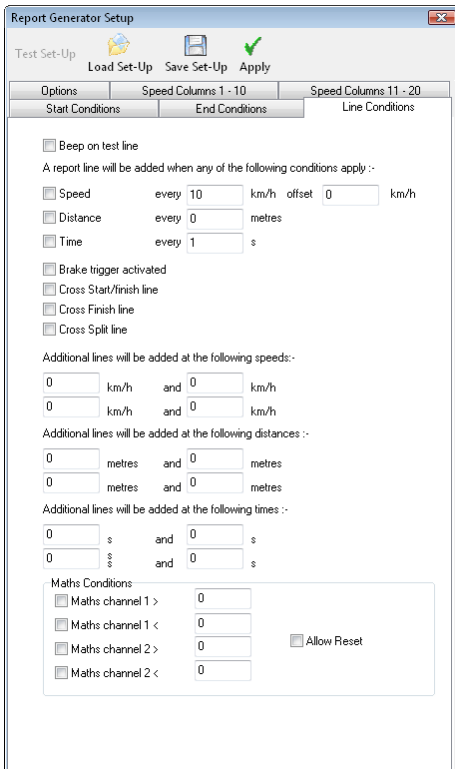 Report Generator Setup
Test Set-Up
Load Set-Up Save Set-Up Apply
Options Speed Columns 1 - 10 Speed Columns 11 - 20
Start Conditions End Conditions Line Conditions
Beep on test line
A report line will be added when any of the following conditions apply :-
Speed every 10 km/h offset 0 km/h
Distance every 0 metres
Time every 1 s
Brake trigger activated
Cross Start/finish line
Cross Finish line
Cross Split line
Additional lines will be added at the following speeds:-
0 km/h and 0 km/h
0 km/h and 0 km/h
Additional lines will be added at the following distances :-
0 metres and 0 metres
0 metres and 0 metres
Additional lines will be added at the following times :-
0 s and 0 s
0 s s and 0 s
Maths Conditions
Maths channel 1 > 0
Maths channel 1 < 0
Allow Reset
Maths channel 2 > 0
Maths channel 2 < 0